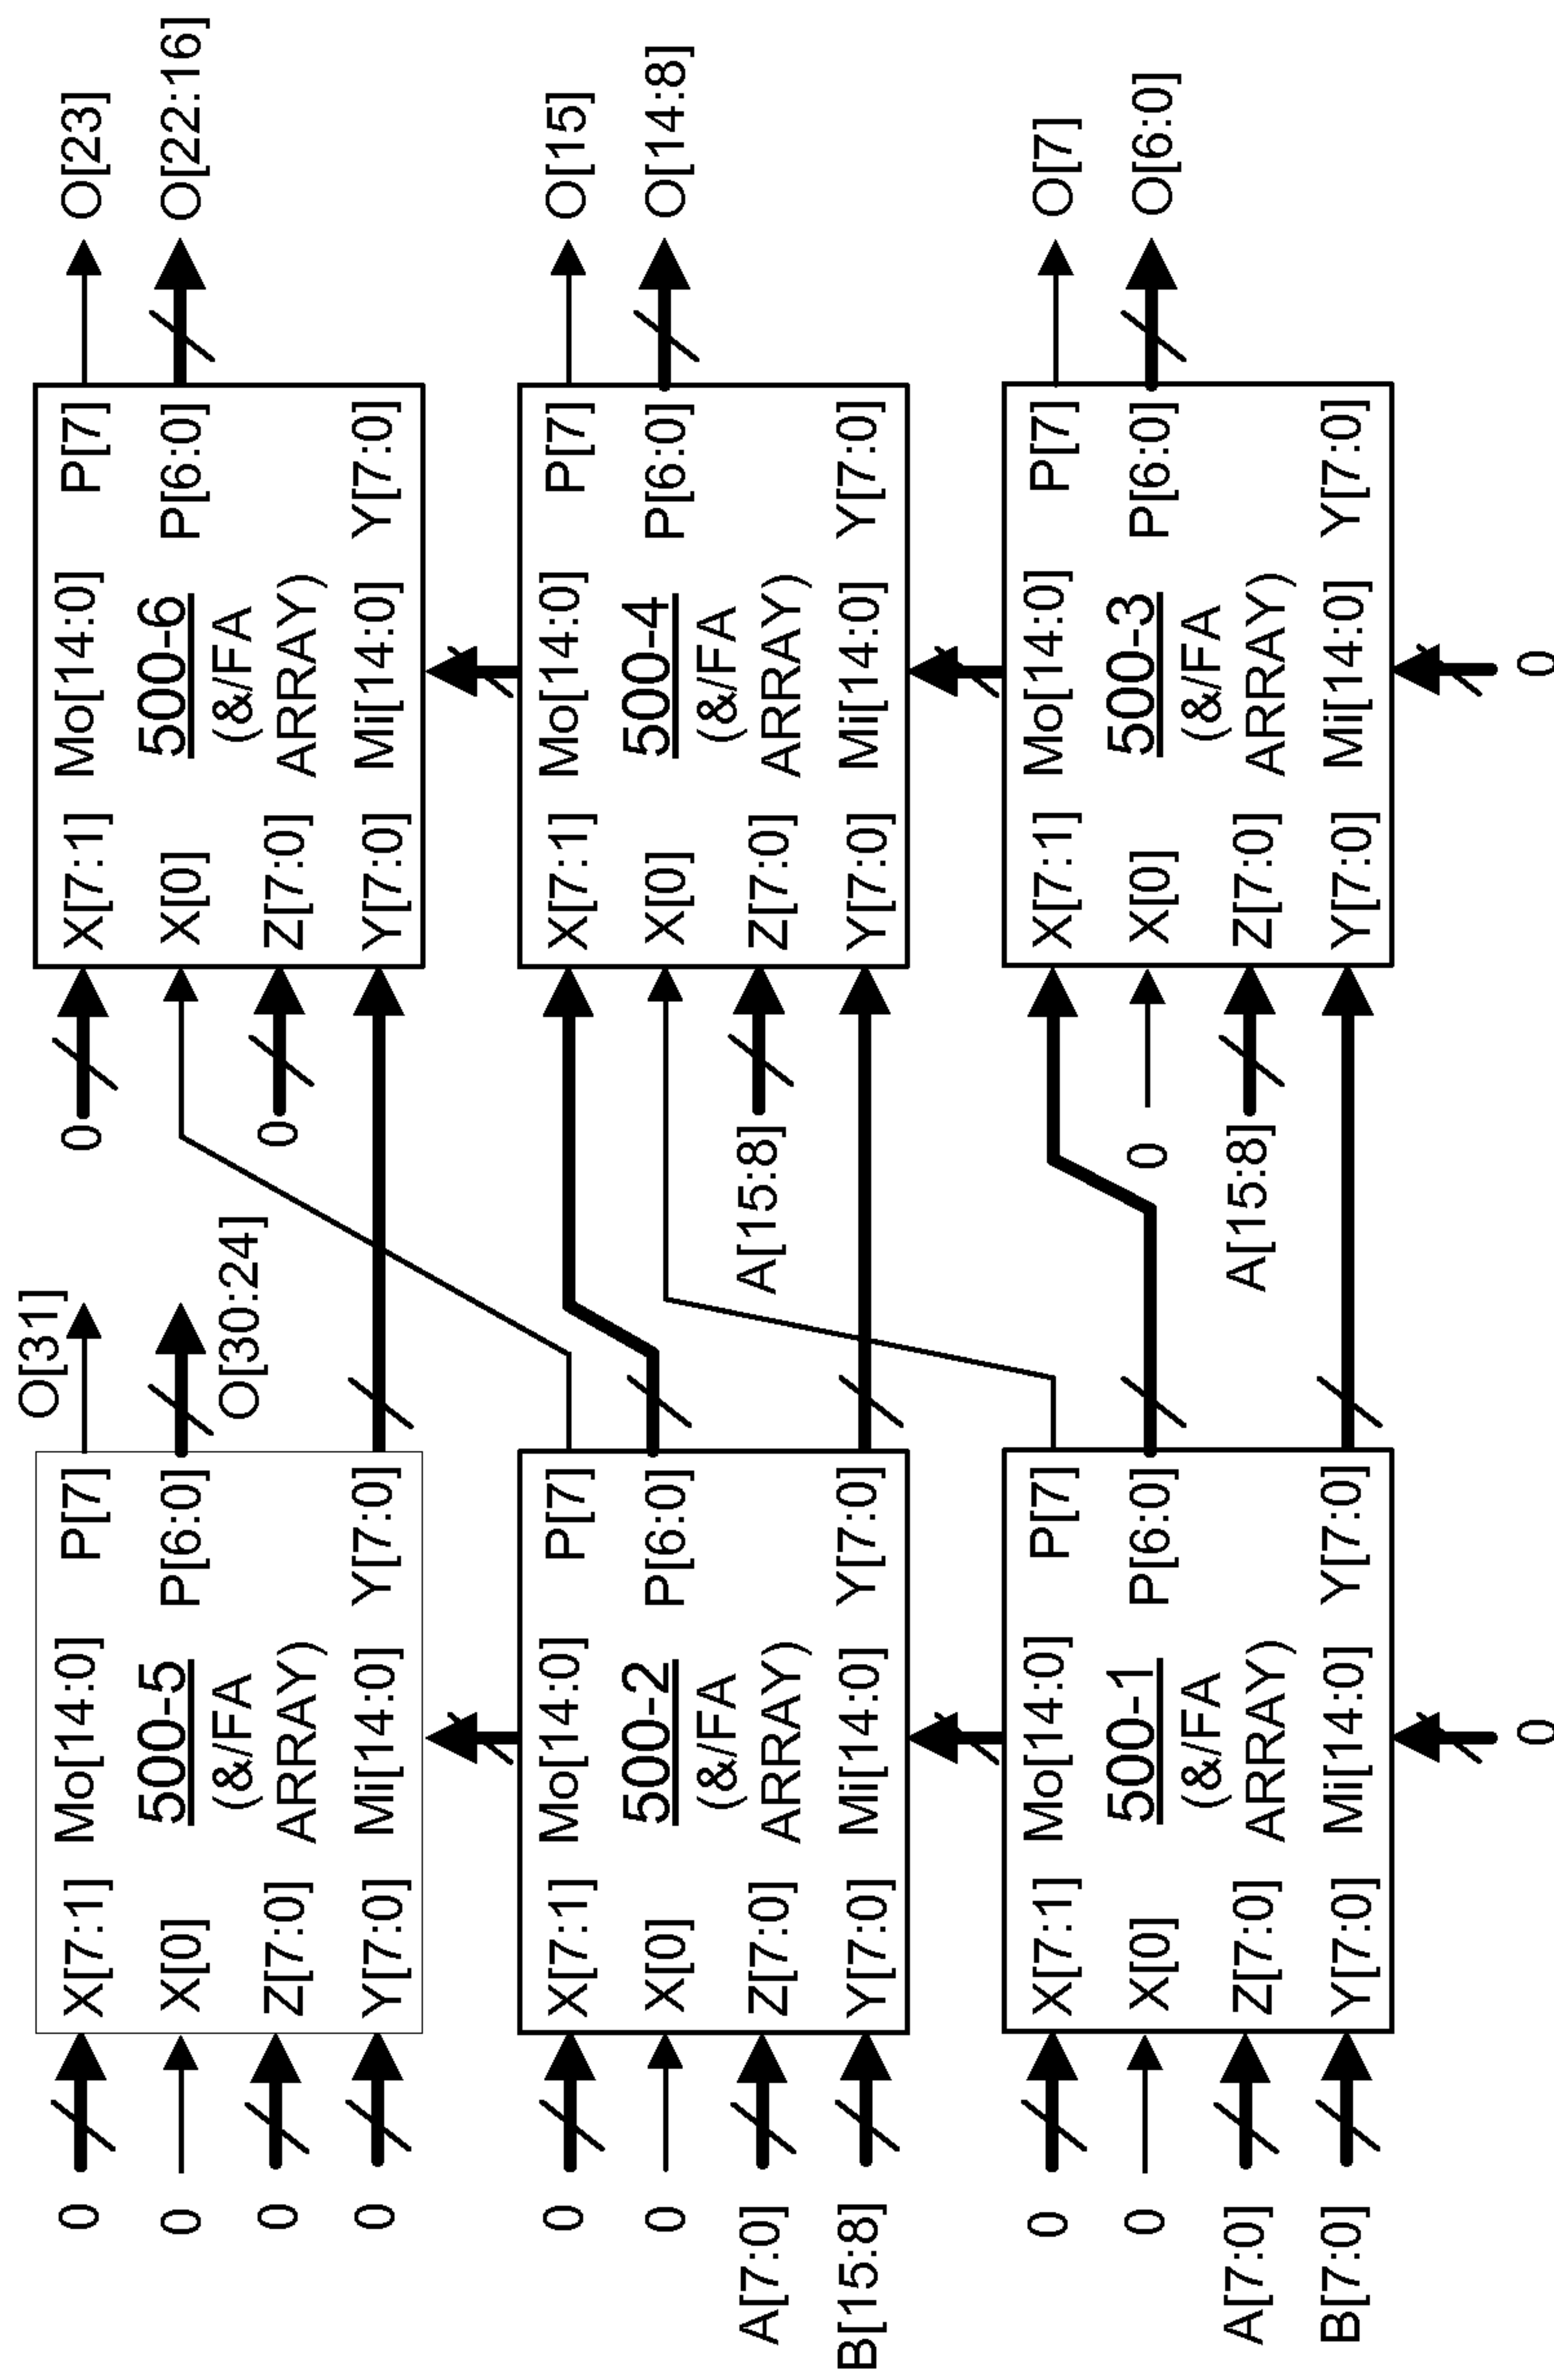 O[31]
0
X[7:1] Mo[14:0] P[7]
0
X[0] 500-5 P[6:0]
O[30:24]
(&/FA
0
Z[7:0] ARRAY)
0
Y[7:0] Mi[14:0] Y[7:0]
0
X[7:1] Mo[14:0] P[7]
O[23]
X[0] 500-6 P[6:0]
O[22:16]
(&/FA
0
Z[7:0] ARRAY)
Y[7:0] Mi[14:0] Y[7:0]
0
X[7:1] Mo[14:0] P[7]
0
X[0] 500-2 P[6:0]
(&/FA
A[7:0]
Z[7:0] ARRAY)
B[15:8]
Y[7:0] Mi[14:0] Y[7:0]
X[7:1] Mo[14:0] P[7]
O[15]
X[0] 500-4 P[6:0]
O[14:8]
(&/FA
A[15:8]
Z[7:0] ARRAY)
Y[7:0] Mi[14:0] Y[7:0]
0
X[7:1] Mo[14:0] P[7]
0
X[0] 500-1 P[6:0]
(&/FA
A[7:0]
Z[7:0] ARRAY)
B[7:0]
Y[7:0] Mi[14:0] Y[7:0]
0
X[7:1] Mo[14:0] P[7]
O[7]
0
X[0] 500-3 P[6:0]
O[6:0]
(&/FA
A[15:8]
Z[7:0] ARRAY)
Y[7:0] Mi[14:0] Y[7:0]
0